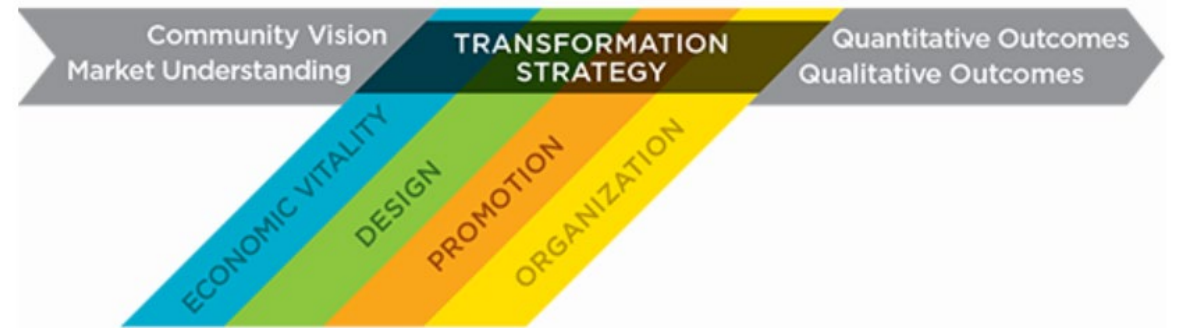 Community Vision
Market Understanding
TRANSFORMATION
STRATEGY
Quantitative Outcomes
Qualitative Outcomes
ECONOMIC VITALITY
DESIGN
PROMOTION
ORGANIZATION